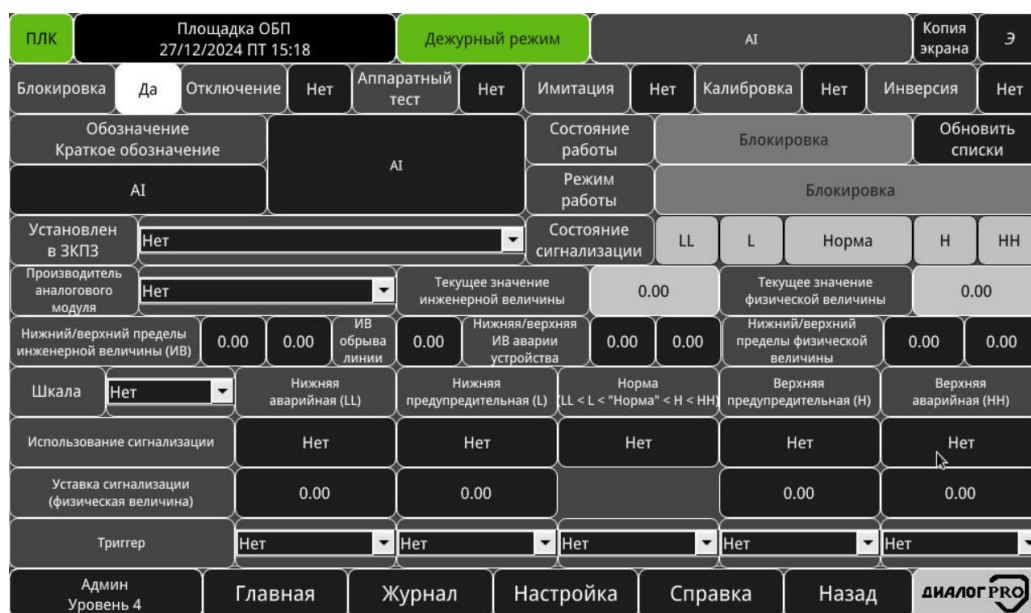 ПЛК
Площадка ОБП
27/12/2024 ПТ 15:18
Дежурный режим
AI
Копия
экрана
Э
Блокировка
Да
Отключение
Нет
Аппаратный
тест
Нет
Имитация
Нет
Калибровка
Нет
Инверсия
Нет
Обозначение
Краткое обозначение
AI
Состояние
работы
Блокировка
Обновить
списки
AI
Режим
работы
Блокировка
Установлен
в ЗКПЗ
Нет
Состояние
сигнализации
LL
L
Норма
H
HH
Производитель
аналогового
модуля
Нет
Текущее значение
инженерной величины
0.00
Текущее значение
физической величины
0.00
Нижний/верхний пределы
инженерной величины (ИВ)
0.00
0.00
ИВ
обрыва
линии
0.00
Нижняя/верхняя
ИВ аварии
устройства
0.00
0.00
Нижний/верхний
пределы физической
величины
0.00
0.00
Шкала
Нет
Нижняя
аварийная (LL)
Нижняя
предупредительная (L)
Норма
(LL < L < "Норма" < H < HH)
Верхняя
предупредительная (H)
Верхняя
аварийная (HH)
Использование сигнализации
Нет
Нет
Нет
Нет
Нет
Уставка сигнализации
(физическая величина)
0.00
0.00
0.00
0.00
Триггер
Нет
Нет
Нет
Нет
Нет
Админ
Уровень 4
Главная
Журнал
Настройка
Справка
Назад
ДИАЛОГ PRO